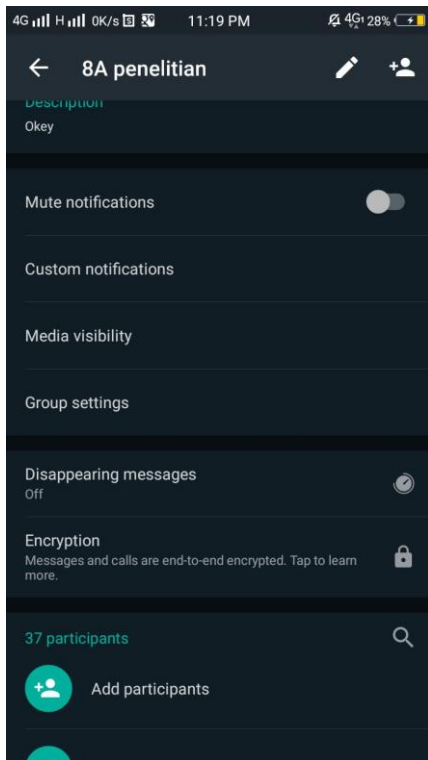 4G H 0K/s 11:19 PM 4G 28%
8A penelitian
Description
Okey
Mute notifications
Custom notifications
Media visibility
Group settings
Disappearing messages
Off
Encryption
Messages and calls are end-to-end encrypted. Tap to learn
more.
37 participants
Add participants